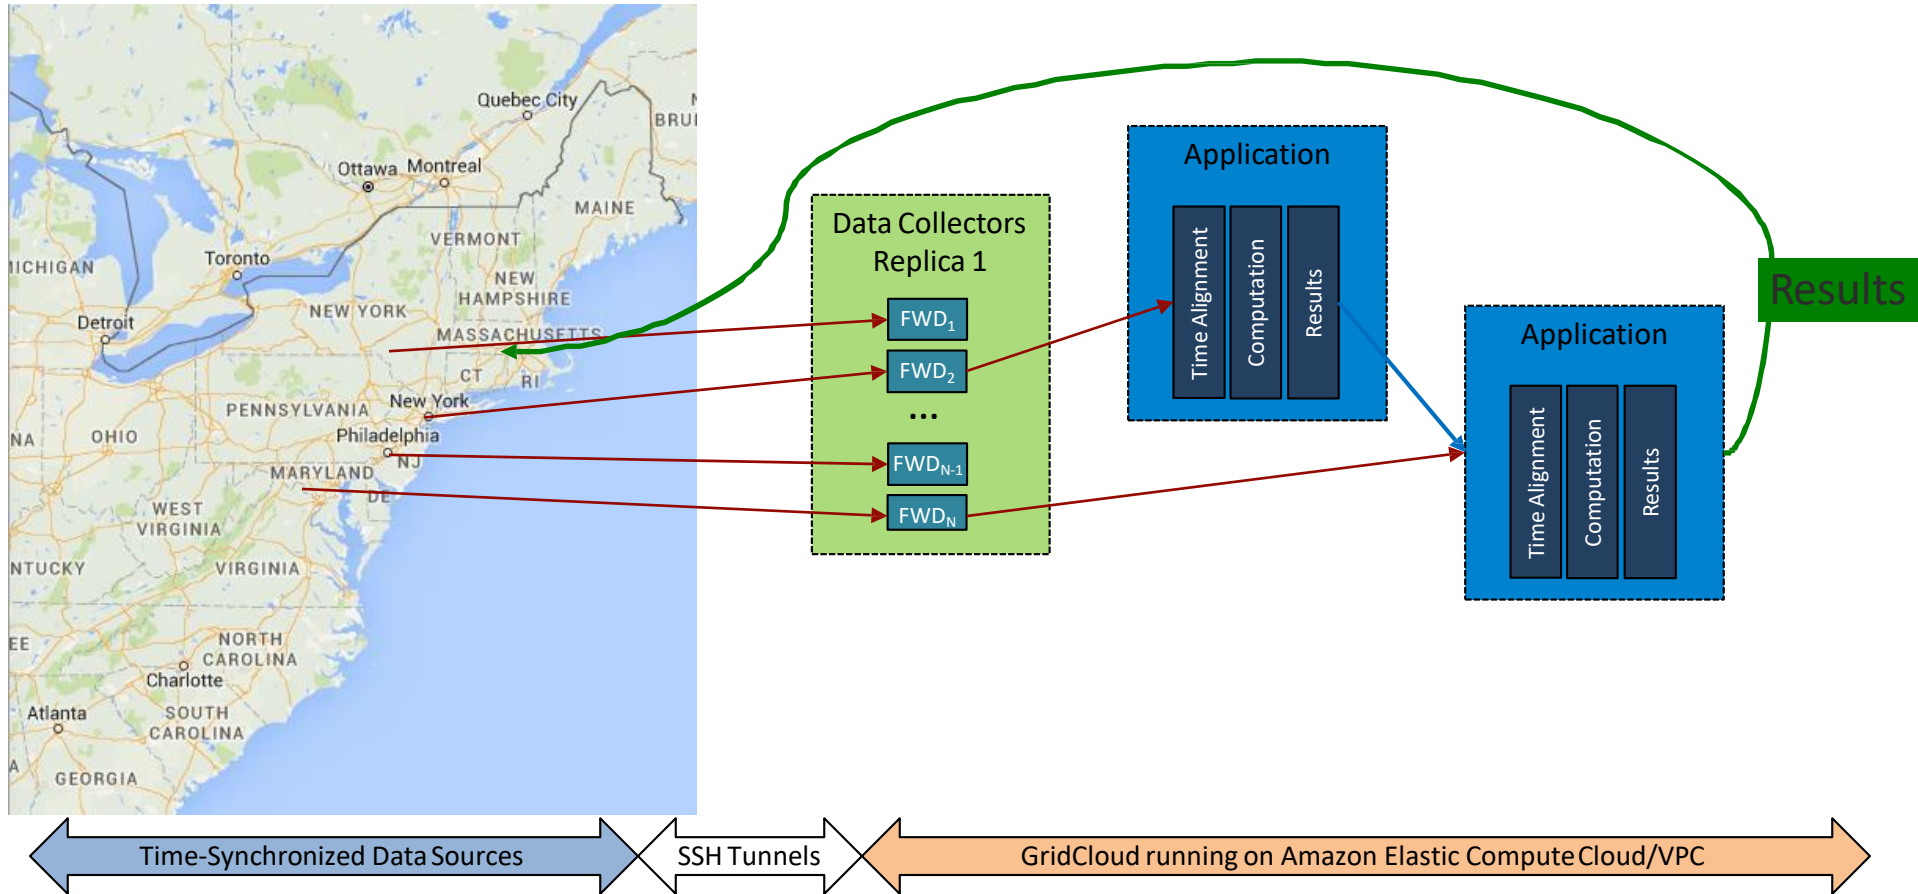 Quebec City
BRU
Ottawa
Montreal
MAINE
VERMONT
Toronto
ICHIGAN
NEW
HAMPSHIRE
NEW YORK
Detroit
MASSACHUSETTS
CT
RI
PENNSYLVANIA
New York
NA
OHIO
Philadelphia
NJ
MARYLAND
DE
WEST
VIRGINIA
NTUCKY
VIRGINIA
EE
NORTH
CAROLINA
Charlotte
Atlanta
SOUTH
CAROLINA
A
GEORGIA
Data Collectors
Replica 1
FWD1
FWD2
...
FWDN-1
FWDN
Application
Time Alignment
Computation
Results
Application
Time Alignment
Computation
Results
Results
Time-Synchronized Data Sources
SSH Tunnels
GridCloud running on Amazon Elastic Compute Cloud/VPC